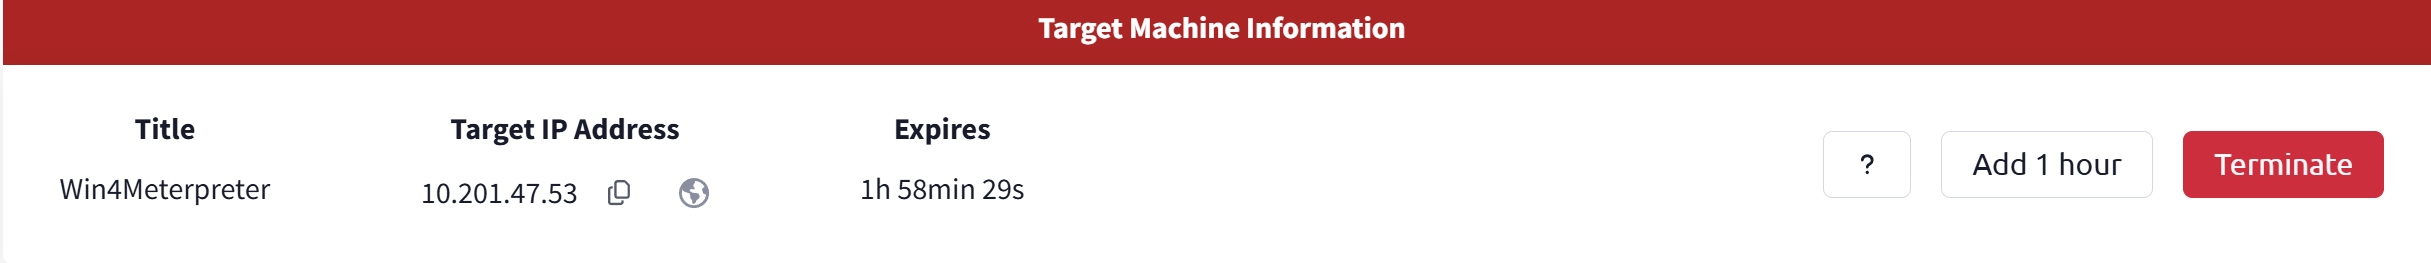 Target Machine Information
Title Target IP Address Expires
Win4Meterpreter 10.201.47.53 1h 58min 29s
? Add 1 hour Terminate